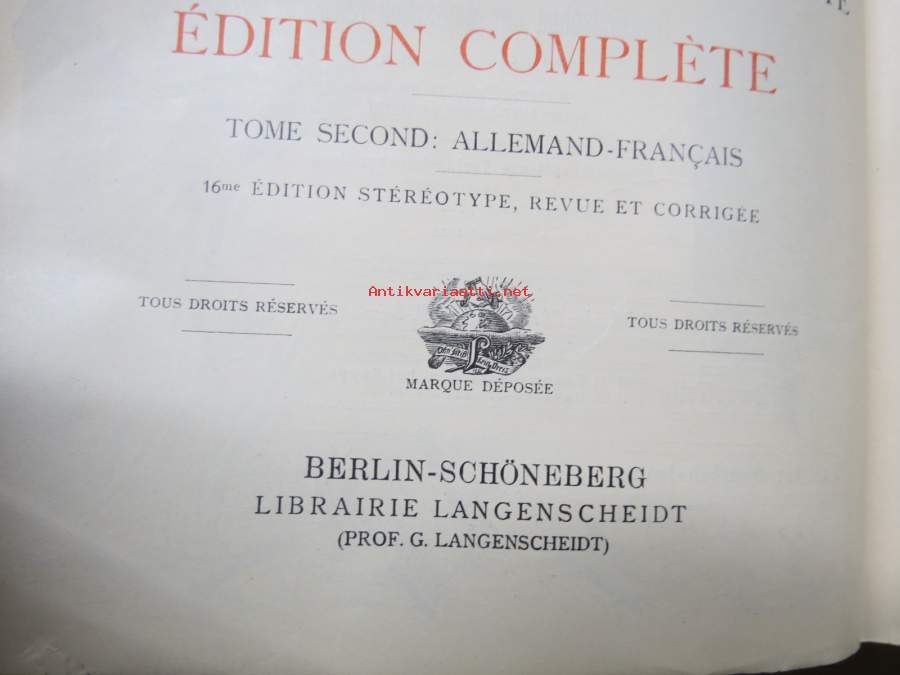 ÉDITION COMPLÈTE
TOME SECOND: ALLEMAND-FRANÇAIS
16me ÉDITION STÉRÉOTYPE, REVUE ET CORRIGÉE
Antikvariaatti.net
TOUS DROITS RÉSERVÉS
TOUS DROITS RÉSERVÉS
MARQUE DÉPOSÉE
BERLIN-SCHÖNEBERG
LIBRAIRIE LANGENSCHEIDT
(PROF. G. LANGENSCHEIDT)